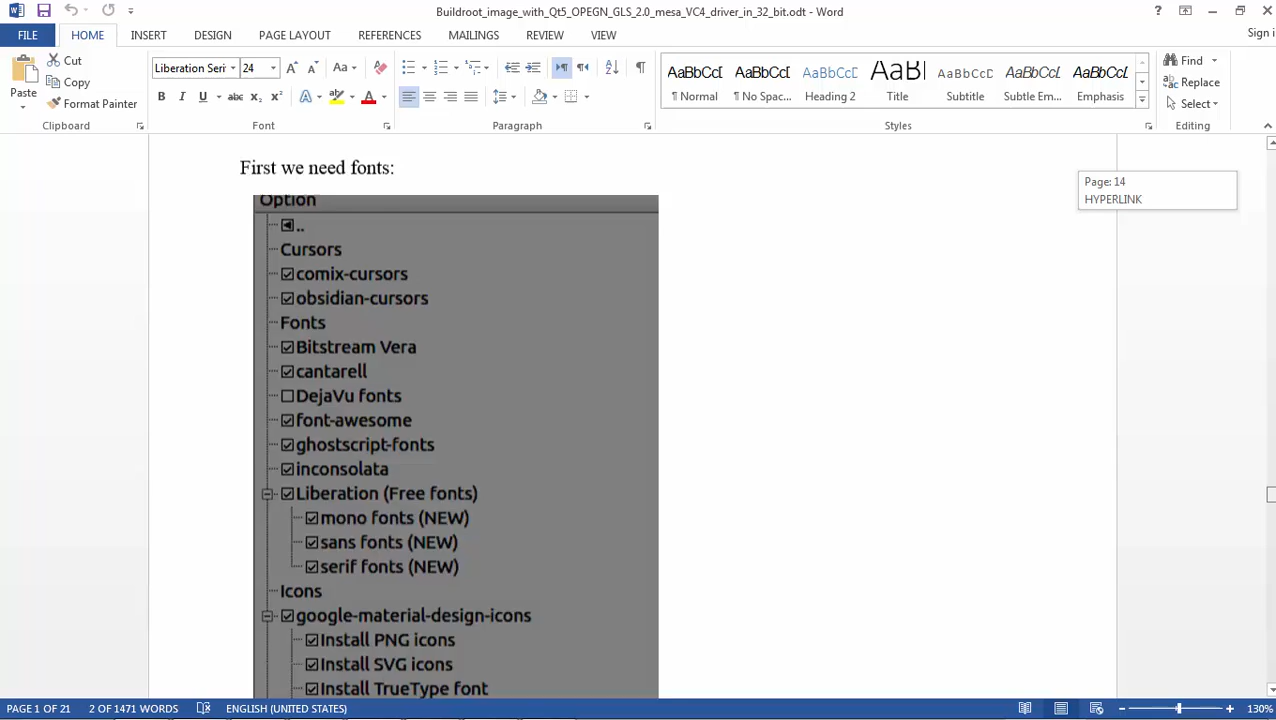 Buildroot_image_with_Qt5_OPEGN_GLS_2.0_mesa_VC4_driver_in_32_bit.odt - Word
FILE HOME INSERT DESIGN PAGE LAYOUT REFERENCES MAILINGS REVIEW VIEW Sign i
Paste
Cut
Copy
Format Painter
Clipboard
Liberation Seri 24
Font
Paragraph
AaBbCcI AaBbCcI AaBbCcD AaBI AaBbCcD AaBbCcD AaBbCcD
¶ Normal ¶ No Spac... Heading 2 Title Subtitle Subtle Em... Emphasis
Styles
Find
Replace
Select
Editing
First we need fonts:
Page: 14
HYPERLINK
Option
..
Cursors
comix-cursors
obsidian-cursors
Fonts
Bitstream Vera
cantarell
DejaVu fonts
font-awesome
ghostscript-fonts
inconsolata
Liberation (Free fonts)
mono fonts (NEW)
sans fonts (NEW)
serif fonts (NEW)
Icons
google-material-design-icons
Install PNG icons
Install SVG icons
Install TrueType font
PAGE 1 OF 21 2 OF 1471 WORDS ENGLISH (UNITED STATES) 130%